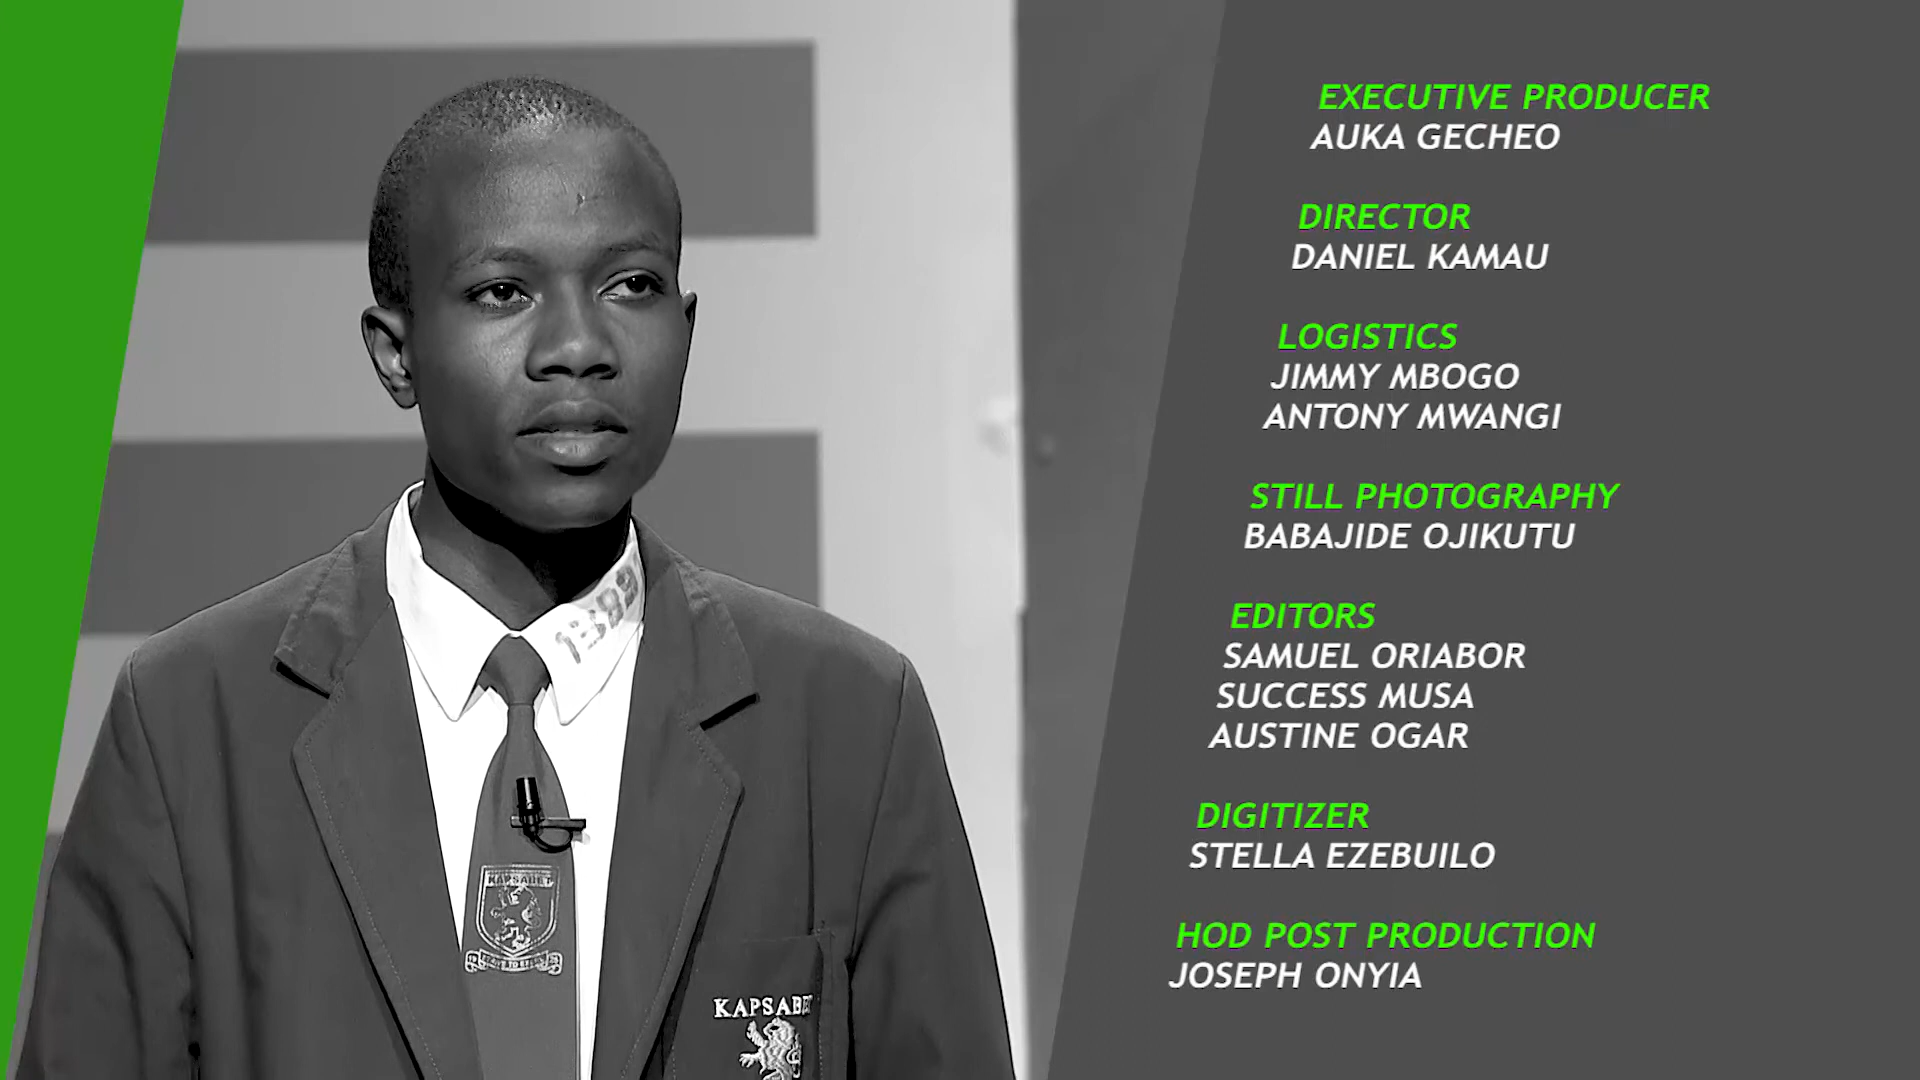 EXECUTIVE PRODUCER
AUKA GECHEO
DIRECTOR
DANIEL KAMAU
LOGISTICS
JIMMY MBOGO
ANTONY MWANGI
STILL PHOTOGRAPHY
BABAJIDE OJIKUTU
EDITORS
SAMUEL ORIABOR
SUCCESS MUSA
AUSTINE OGAR
DIGITIZER
STELLA EZEBUILO
HOD POST PRODUCTION
JOSEPH ONYIA
KAPSABET
KAPSABET